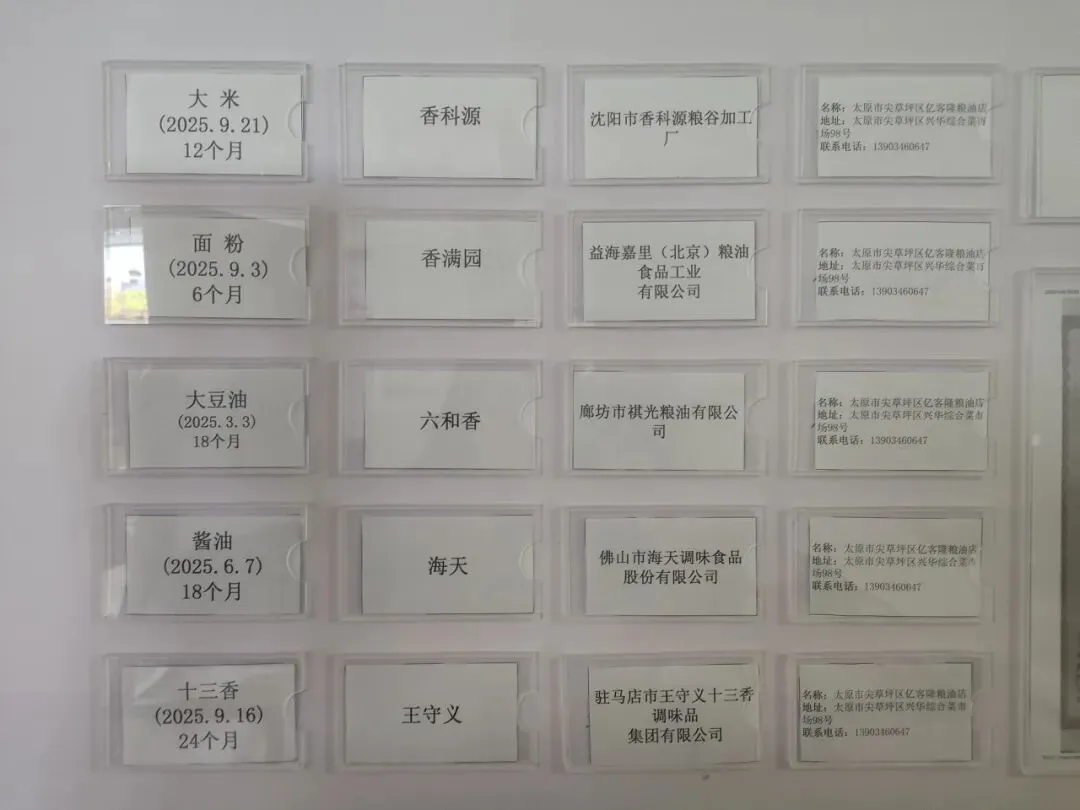 大 米
(2025.9.21)
12个月
香科源
沈阳市香科源粮谷加工
厂
名称：太原市尖草坪区亿客隆粮油店
地址：太原市尖草坪区兴华综合菜市
场98号
联系电话：13903460647
面 粉
(2025.9.3)
6个月
香满园
益海嘉里（北京）粮油
食品工业
有限公司
名称：太原市尖草坪区亿客隆粮油店
地址：太原市尖草坪区兴华综合菜市
场98号
联系电话：13903460647
大豆油
(2025.3.3)
18个月
六和香
廊坊市祺光粮油有限公
司
名称：太原市尖草坪区亿客隆粮油店
地址：太原市尖草坪区兴华综合菜市
场98号
联系电话：13903460647
酱油
(2025.6.7)
18个月
海天
佛山市海天调味食品
股份有限公司
名称：太原市尖草坪区亿客隆粮油店
地址：太原市尖草坪区兴华综合菜市
场98号
联系电话：13903460647
十三香
(2025.9.16)
24个月
王守义
驻马店市王守义十三香
调味品
集团有限公司
名称：太原市尖草坪区亿客隆粮油店
地址：太原市尖草坪区兴华综合菜市
场98号
联系电话：13903460647